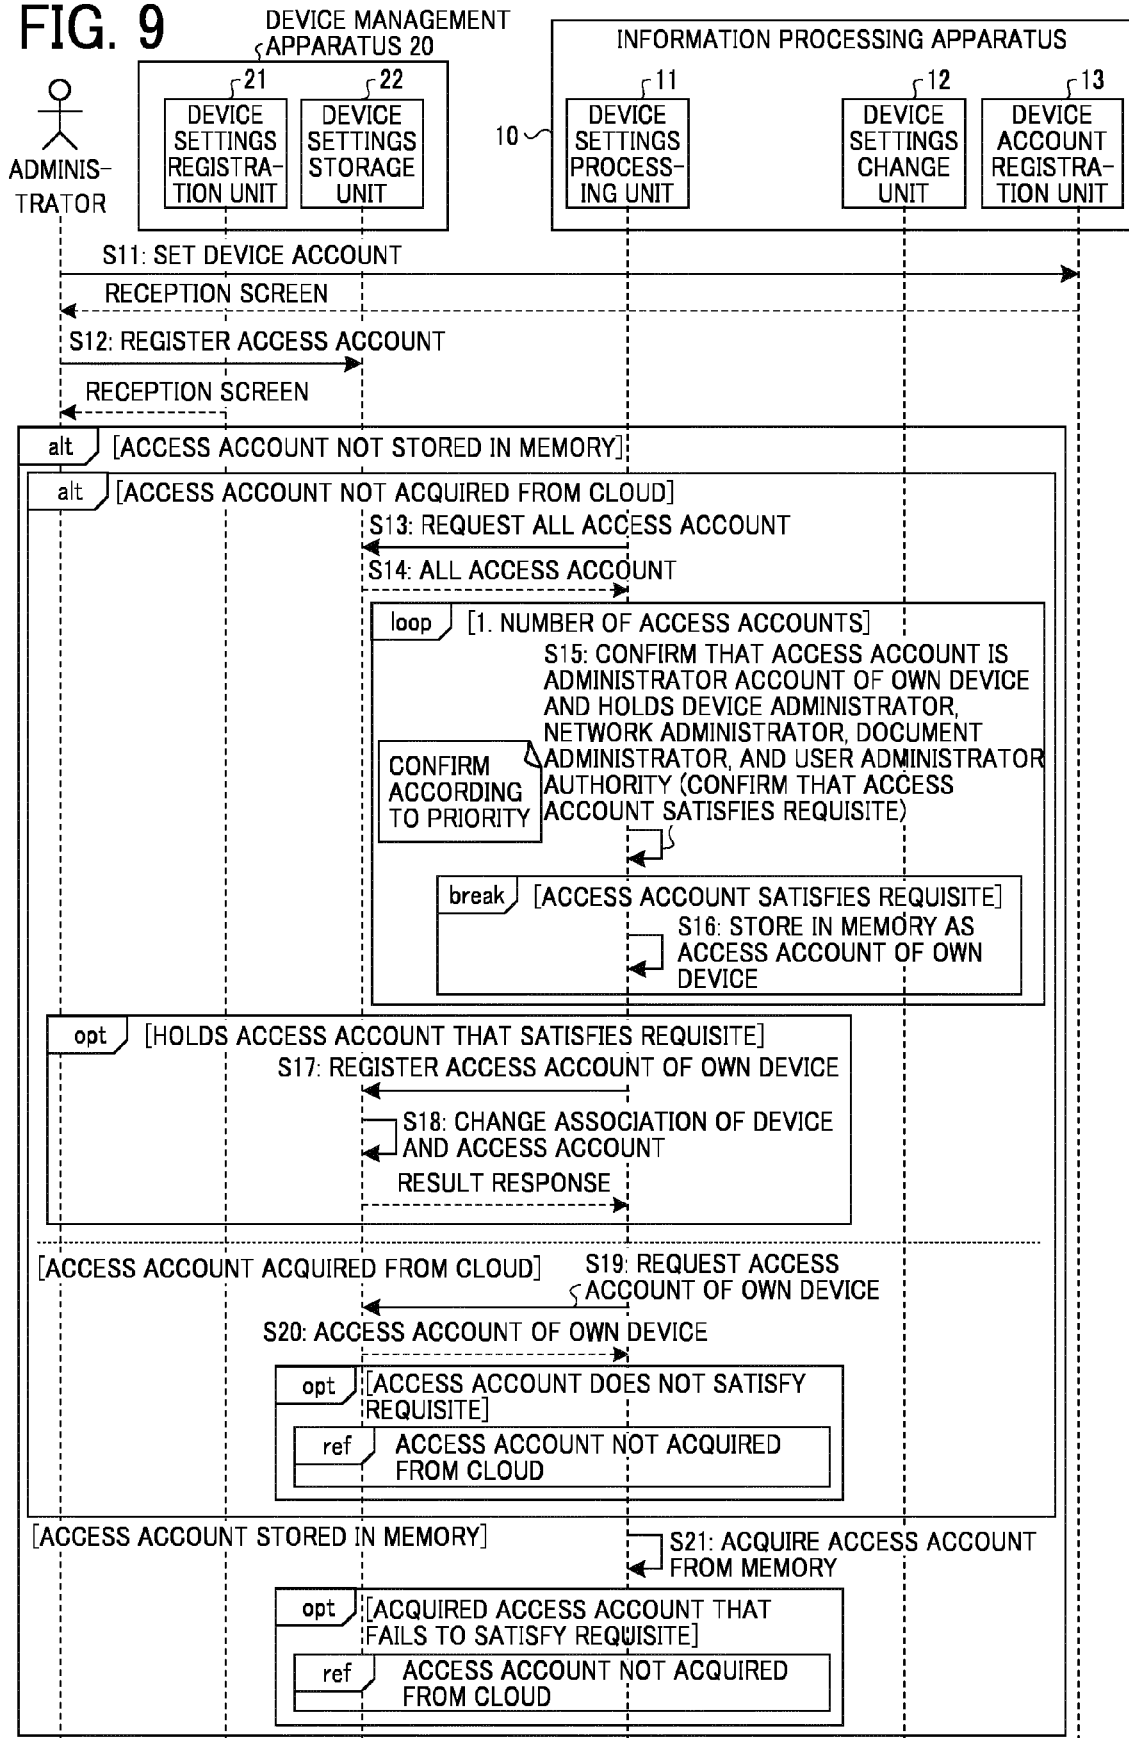 FIG. 9
DEVICE MANAGEMENT
APPARATUS 20
INFORMATION PROCESSING APPARATUS
21
22
11
12
13
10
DEVICE
SETTINGS
REGISTRA-
TION UNIT
DEVICE
SETTINGS
STORAGE
UNIT
DEVICE
SETTINGS
PROCESS-
ING UNIT
DEVICE
SETTINGS
CHANGE
UNIT
DEVICE
ACCOUNT
REGISTRA-
TION UNIT
ADMINIS-
TRATOR
S11: SET DEVICE ACCOUNT
RECEPTION SCREEN
S12: REGISTER ACCESS ACCOUNT
RECEPTION SCREEN
alt [ACCESS ACCOUNT NOT STORED IN MEMORY]
alt [ACCESS ACCOUNT NOT ACQUIRED FROM CLOUD]
S13: REQUEST ALL ACCESS ACCOUNT
S14: ALL ACCESS ACCOUNT
loop [1. NUMBER OF ACCESS ACCOUNTS]
S15: CONFIRM THAT ACCESS ACCOUNT IS
ADMINISTRATOR ACCOUNT OF OWN DEVICE
AND HOLDS DEVICE ADMINISTRATOR,
NETWORK ADMINISTRATOR, DOCUMENT
ADMINISTRATOR, AND USER ADMINISTRATOR
AUTHORITY (CONFIRM THAT ACCESS
ACCOUNT SATISFIES REQUISITE)
CONFIRM
ACCORDING
TO PRIORITY
break [ACCESS ACCOUNT SATISFIES REQUISITE]
S16: STORE IN MEMORY AS
ACCESS ACCOUNT OF OWN
DEVICE
opt [HOLDS ACCESS ACCOUNT THAT SATISFIES REQUISITE]
S17: REGISTER ACCESS ACCOUNT OF OWN DEVICE
S18: CHANGE ASSOCIATION OF DEVICE
AND ACCESS ACCOUNT
RESULT RESPONSE
[ACCESS ACCOUNT ACQUIRED FROM CLOUD]
S19: REQUEST ACCESS
ACCOUNT OF OWN DEVICE
S20: ACCESS ACCOUNT OF OWN DEVICE
opt [ACCESS ACCOUNT DOES NOT SATISFY
REQUISITE]
ref ACCESS ACCOUNT NOT ACQUIRED
FROM CLOUD
[ACCESS ACCOUNT STORED IN MEMORY]
S21: ACQUIRE ACCESS ACCOUNT
FROM MEMORY
opt [ACQUIRED ACCESS ACCOUNT THAT
FAILS TO SATISFY REQUISITE]
ref ACCESS ACCOUNT NOT ACQUIRED
FROM CLOUD